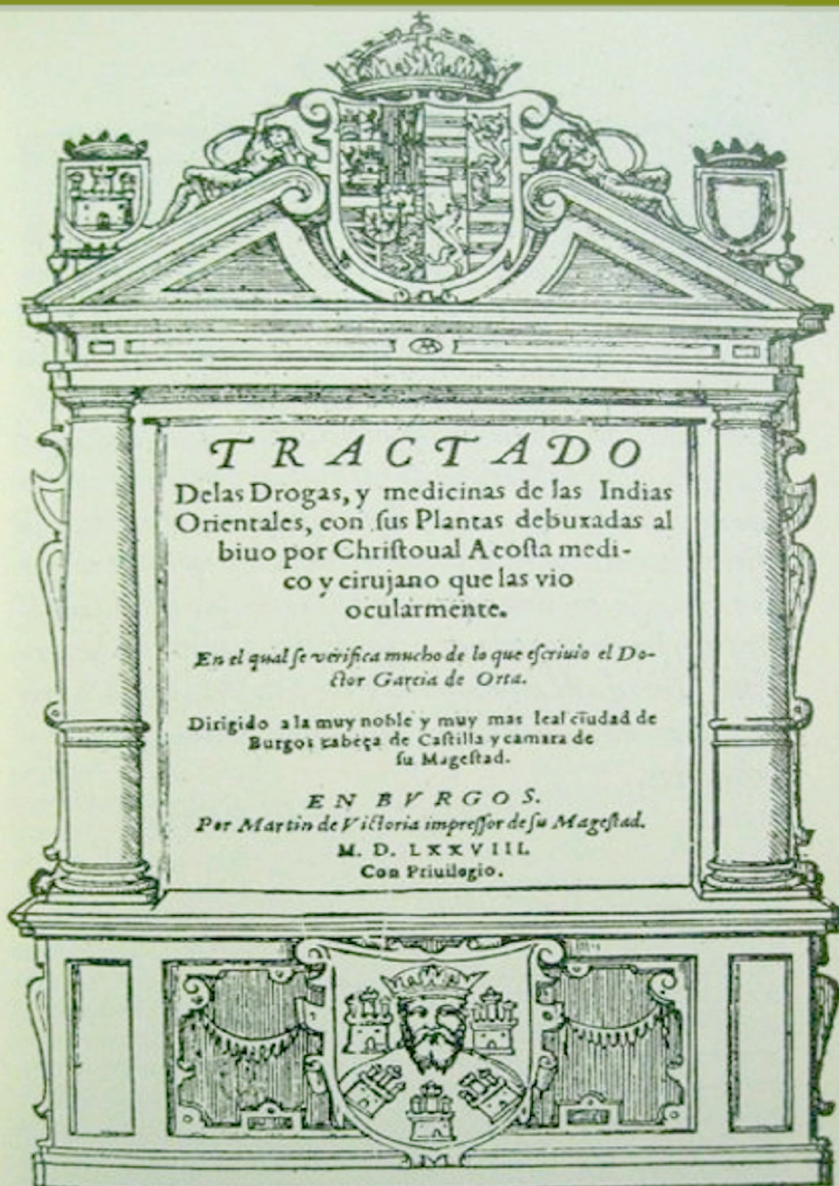 TRACTADO
Delas Drogas, y medicinas de las Indias
Orientales, con ſus Plantas debuxadas al
biuo por Chriſtoual Acoſta medi-
co y cirujano que las vio
ocularmente.
En el qual ſe verifica mucho de lo que eſcriuio el Do-
ctor Garcia de Orta.
Dirigido a la muy noble y muy mas leal ciudad de
Burgos cabeça de Caſtilla y camara de
ſu Mageſtad.
EN BVRGOS.
Por Martin de Victoria impreſſor de ſu Mageſtad.
M. D. LXXVIII.
Con Priuilegio.